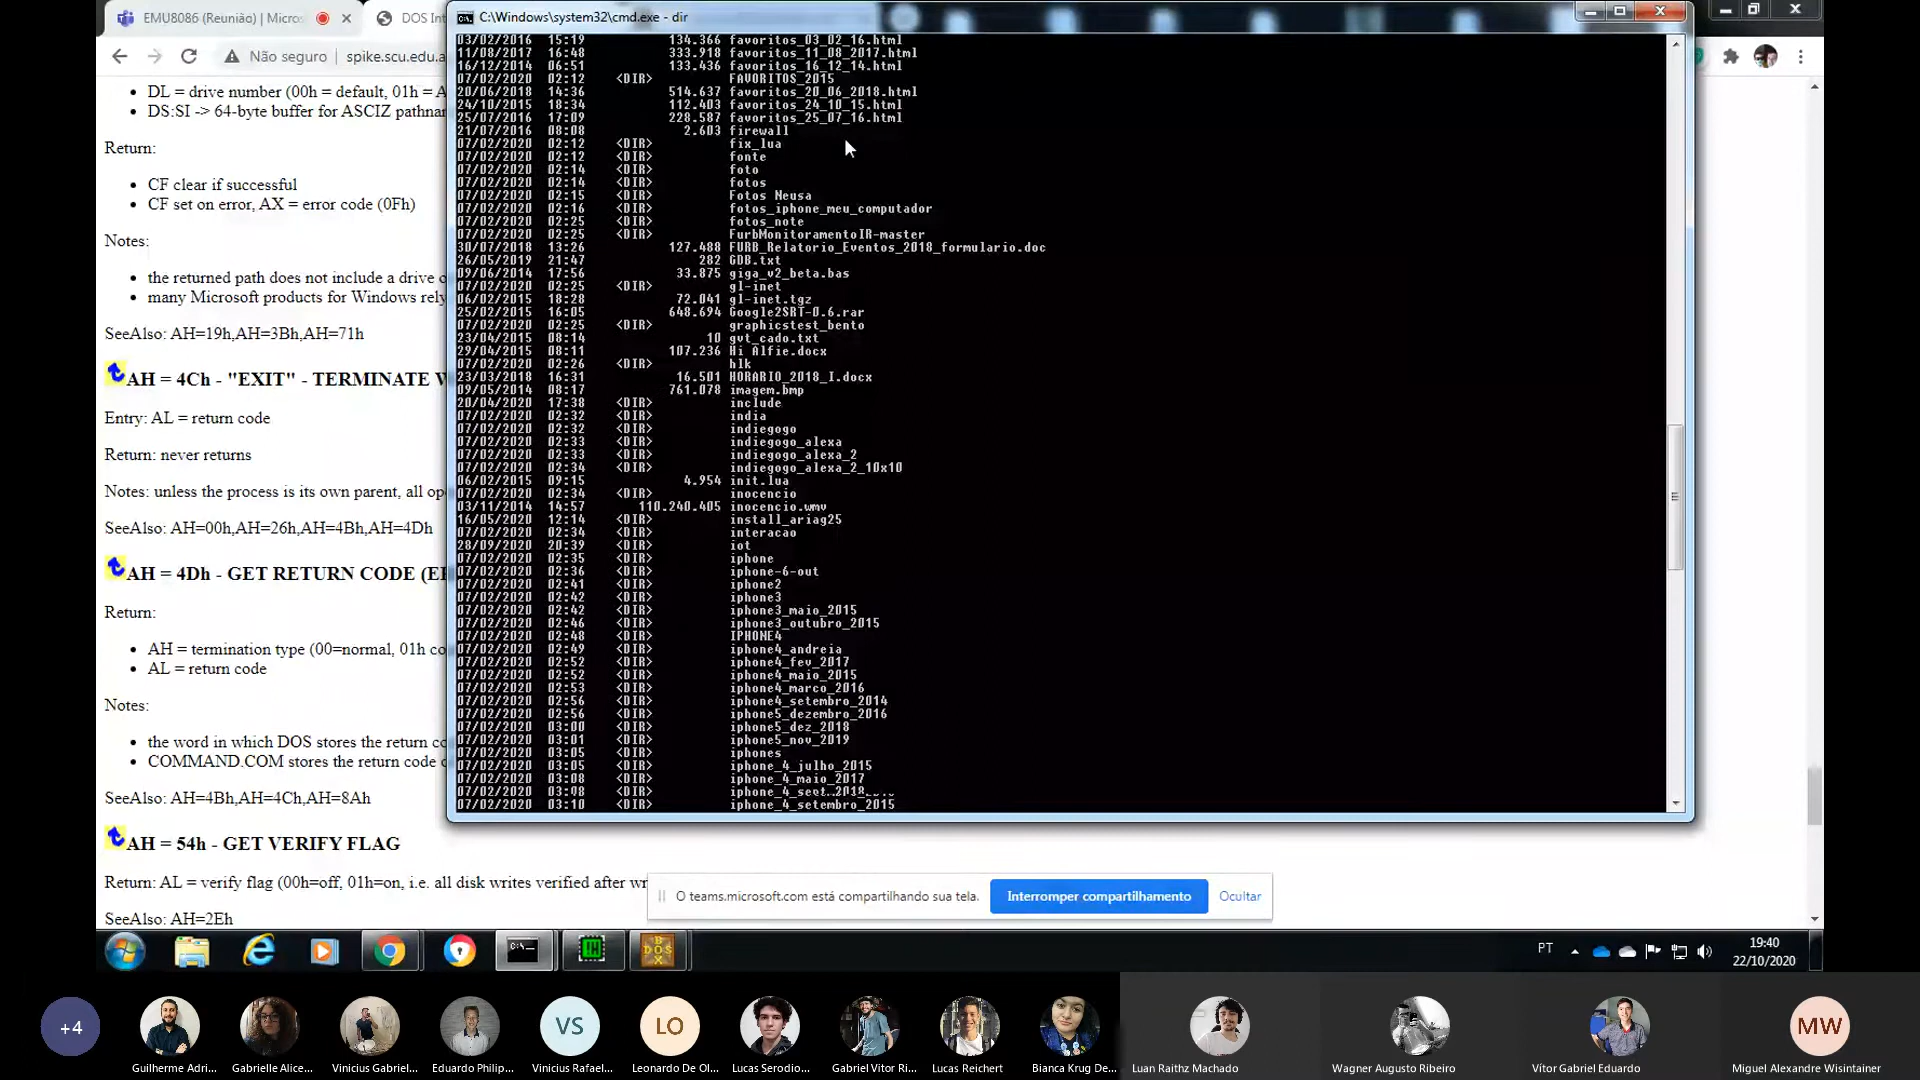 EMU8086 (Reunião) | Micros
DOS Int
C:\Windows\system32\cmd.exe - dir
Não seguro
spike.scu.edu.a
DL = drive number (00h = default, 01h = A
DS:SI -> 64-byte buffer for ASCIZ pathnar
Return:
CF clear if successful
CF set on error, AX = error code (0Fh)
Notes:
the returned path does not include a drive o
many Microsoft products for Windows rely
SeeAlso: AH=19h,AH=3Bh,AH=71h
AH = 4Ch - "EXIT" - TERMINATE W
Entry: AL = return code
Return: never returns
Notes: unless the process is its own parent, all op
SeeAlso: AH=00h,AH=26h,AH=4Bh,AH=4Dh
AH = 4Dh - GET RETURN CODE (ER
Return:
AH = termination type (00=normal, 01h co
AL = return code
Notes:
the word in which DOS stores the return co
COMMAND.COM stores the return code o
SeeAlso: AH=4Bh,AH=4Ch,AH=8Ah
AH = 54h - GET VERIFY FLAG
Return: AL = verify flag (00h=off, 01h=on, i.e. all disk writes verified after wr
SeeAlso: AH=2Eh
03/02/2016 15:19 134.366 favoritos_03_02_16.html
11/08/2017 16:48 333.918 favoritos_11_08_2017.html
16/12/2014 06:51 133.436 favoritos_16_12_14.html
07/02/2020 02:12 <DIR> FAVORITOS_2015
20/06/2018 14:36 514.637 favoritos_20_06_2018.html
24/10/2015 18:34 112.403 favoritos_24_10_15.html
25/07/2016 17:09 228.587 favoritos_25_07_16.html
21/07/2016 08:08 2.603 firewall
07/02/2020 02:12 <DIR> fix_lua
07/02/2020 02:12 <DIR> fonte
07/02/2020 02:14 <DIR> foto
07/02/2020 02:14 <DIR> fotos
07/02/2020 02:15 <DIR> Fotos Neusa
07/02/2020 02:16 <DIR> fotos_iphone_meu_computador
07/02/2020 02:25 <DIR> fotos_note
07/02/2020 02:25 <DIR> FurbMonitoramentoIR-master
30/07/2018 13:26 127.488 FURB_Relatorio_Eventos_2018_formulario.doc
26/05/2019 21:47 282 GDB.txt
09/06/2014 17:56 33.875 giga_v2_beta.bas
07/02/2020 02:25 <DIR> gl-inet
06/02/2015 18:28 72.041 gl-inet.tgz
25/02/2015 16:05 648.694 Google2SRT-0.6.rar
07/02/2020 02:25 <DIR> graphicstest_bento
23/04/2015 08:14 10 gvt_cado.txt
29/04/2015 08:11 107.236 Hi Alfie.docx
07/02/2020 02:26 <DIR> hlk
23/03/2018 16:31 16.501 HORARIO_2018_I.docx
09/05/2014 08:17 761.078 imagem.bmp
20/04/2020 17:38 <DIR> include
07/02/2020 02:32 <DIR> india
07/02/2020 02:32 <DIR> indiegogo
07/02/2020 02:33 <DIR> indiegogo_alexa
07/02/2020 02:33 <DIR> indiegogo_alexa_2
07/02/2020 02:34 <DIR> indiegogo_alexa_2_10x10
06/02/2015 09:15 4.954 init.lua
07/02/2020 02:34 <DIR> inocencio
03/11/2014 14:57 110.240.405 inocencio.wmv
16/05/2020 12:14 <DIR> install_ariag25
07/02/2020 02:34 <DIR> interacao
28/09/2020 20:39 <DIR> iot
07/02/2020 02:35 <DIR> iphone
07/02/2020 02:36 <DIR> iphone-6-out
07/02/2020 02:41 <DIR> iphone2
07/02/2020 02:42 <DIR> iphone3
07/02/2020 02:42 <DIR> iphone3_maio_2015
07/02/2020 02:46 <DIR> iphone3_outubro_2015
07/02/2020 02:48 <DIR> IPHONE4
07/02/2020 02:49 <DIR> iphone4_andreia
07/02/2020 02:52 <DIR> iphone4_fev_2017
07/02/2020 02:52 <DIR> iphone4_maio_2015
07/02/2020 02:53 <DIR> iphone4_marco_2016
07/02/2020 02:56 <DIR> iphone4_setembro_2014
07/02/2020 02:56 <DIR> iphone5_dezembro_2016
07/02/2020 03:00 <DIR> iphone5_dez_2018
07/02/2020 03:01 <DIR> iphone5_nov_2019
07/02/2020 03:05 <DIR> iphones
07/02/2020 03:05 <DIR> iphone_4_julho_2015
07/02/2020 03:08 <DIR> iphone_4_maio_2017
07/02/2020 03:08 <DIR>
07/02/2020 03:10 <DIR> iphone_4_setembro_2015
O teams.microsoft.com está compartilhando sua tela.
Interromper compartilhamento
Ocultar
PT
19:40
22/10/2020
+4
VS
LO
MW
Guilherme Adri...
Gabrielle Alice...
Vinicius Gabriel...
Eduardo Philip...
Vinicius Rafael...
Leonardo De Ol...
Lucas Serodio...
Gabriel Vitor Ri...
Lucas Reichert
Bianca Krug De...
Luan Raithz Machado
Wagner Augusto Ribeiro
Vítor Gabriel Eduardo
Miguel Alexandre Wisintainer